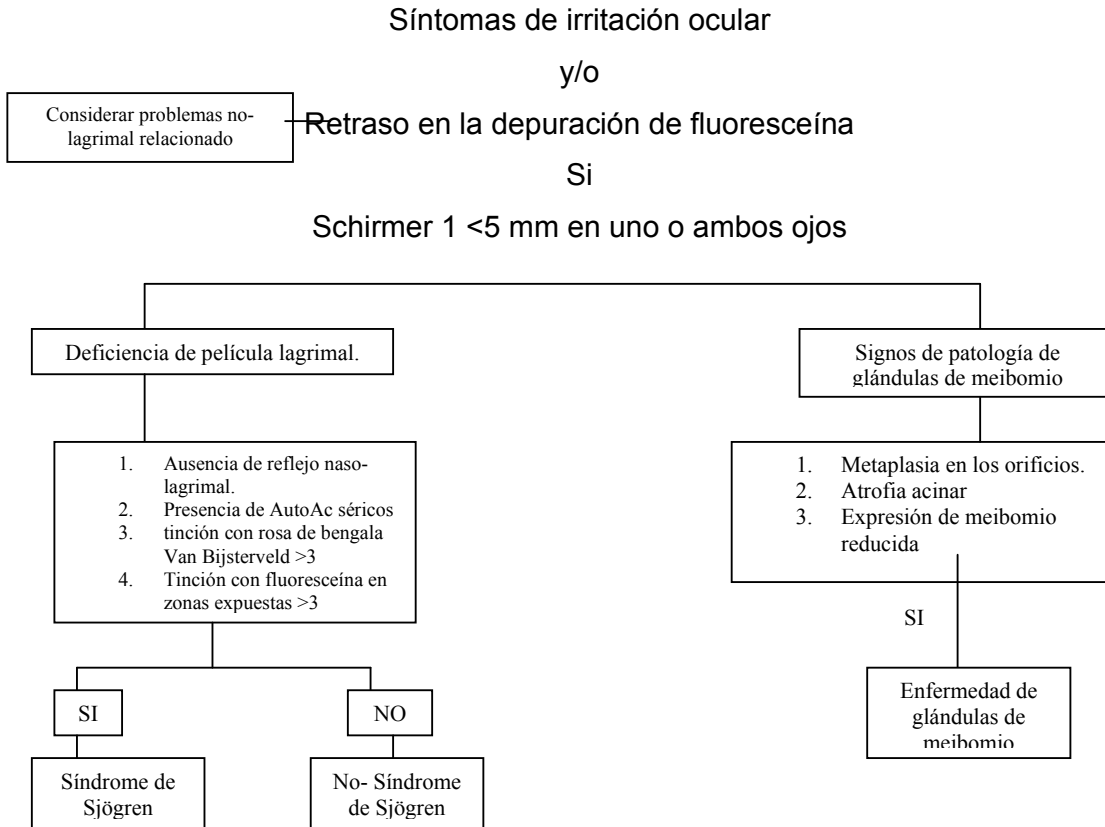 Síntomas de irritación ocular
y/o
Considerar problemas no-
lagrimal relacionado
Retraso en la depuración de fluoresceína
Si
Schirmer 1 <5 mm en uno o ambos ojos
Deficiencia de película lagrimal.
Signos de patología de
glándulas de meibomio
1. Ausencia de reflejo naso-
lagrimal.
2. Presencia de AutoAc séricos
3. tinción con rosa de bengala
Van Bijsterveld >3
4. Tinción con fluoresceína en
zonas expuestas >3
1. Metaplasia en los orificios.
2. Atrofia acinar
3. Expresión de meibomio
reducida
SI
SI
NO
Enfermedad de
glándulas de
meibomio
Síndrome de
Sjögren
No- Síndrome
de Sjögren